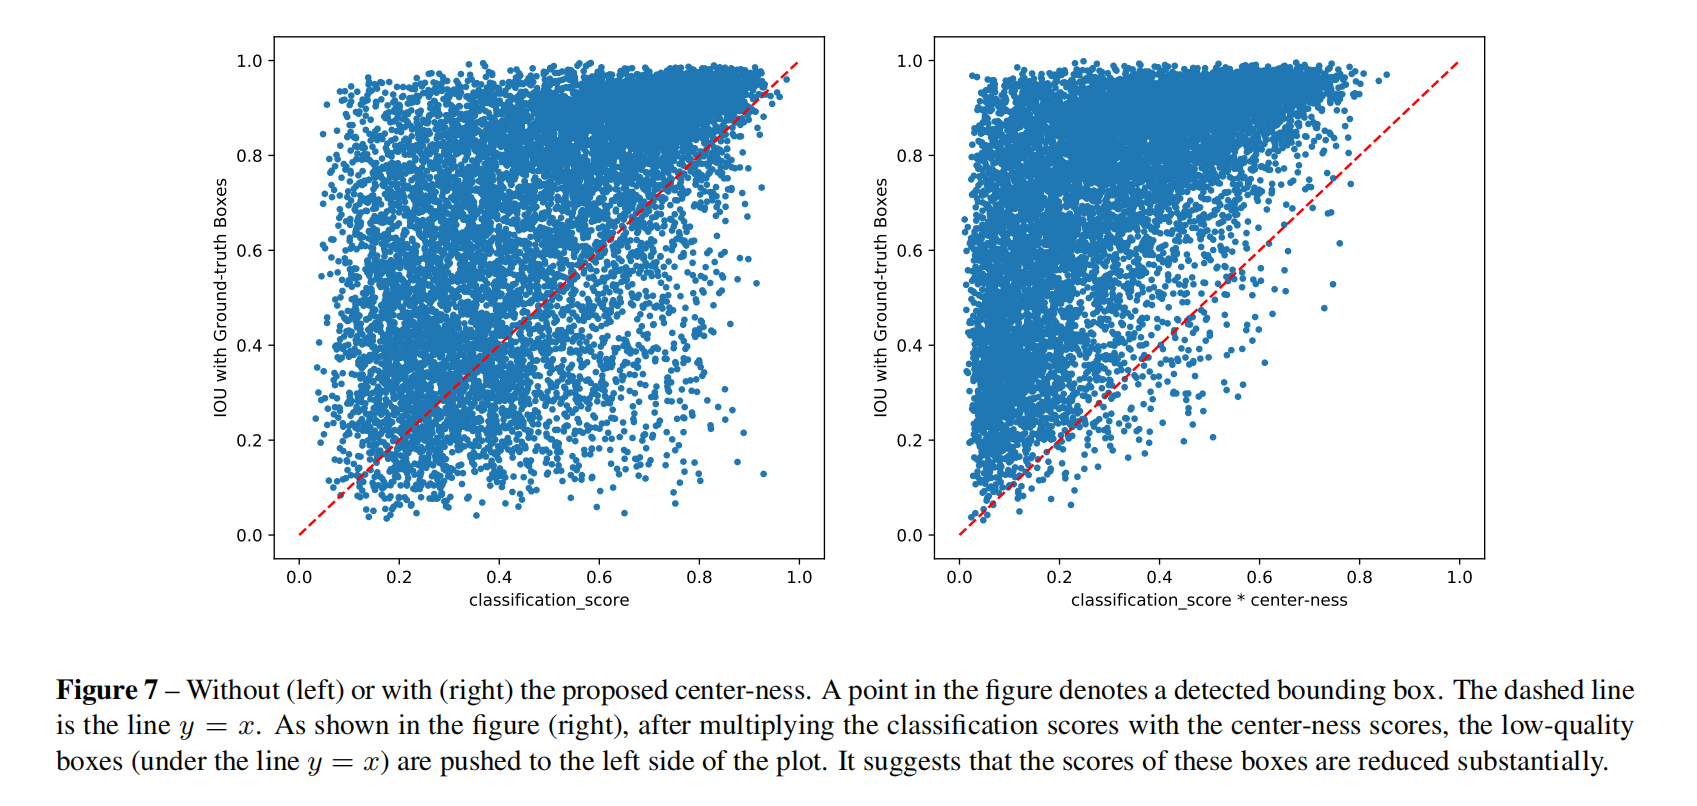 1.0
0.8
0.6
0.4
0.2
0.0
IOU with Ground-truth Boxes
0.0 0.2 0.4 0.6 0.8 1.0
classification_score
1.0
0.8
0.6
0.4
0.2
0.0
IOU with Ground-truth Boxes
0.0 0.2 0.4 0.6 0.8 1.0
classification_score * center-ness
Figure 7 – Without (left) or with (right) the proposed center-ness. A point in the figure denotes a detected bounding box. The dashed line
is the line y = x. As shown in the figure (right), after multiplying the classification scores with the center-ness scores, the low-quality
boxes (under the line y = x) are pushed to the left side of the plot. It suggests that the scores of these boxes are reduced substantially.